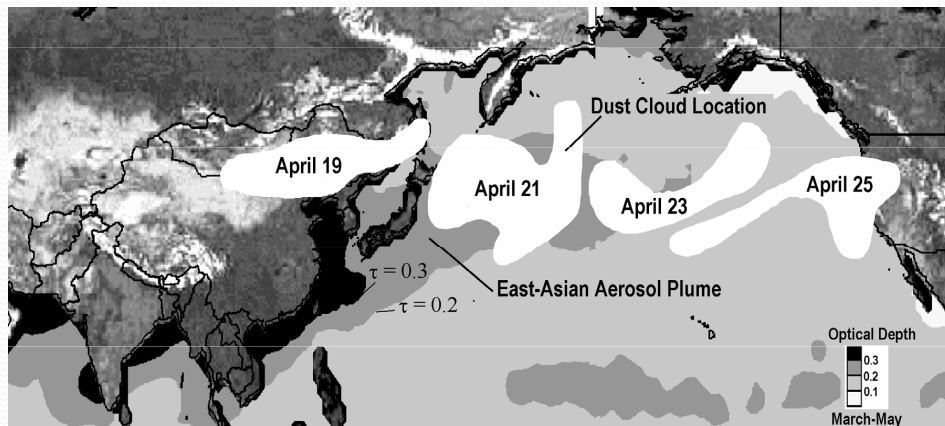 Dust Cloud Location
April 19
April 21
April 23
April 25
East-Asian Aerosol Plume
τ = 0.3
τ = 0.2
Optical Depth
0.3
0.2
0.1
March-May